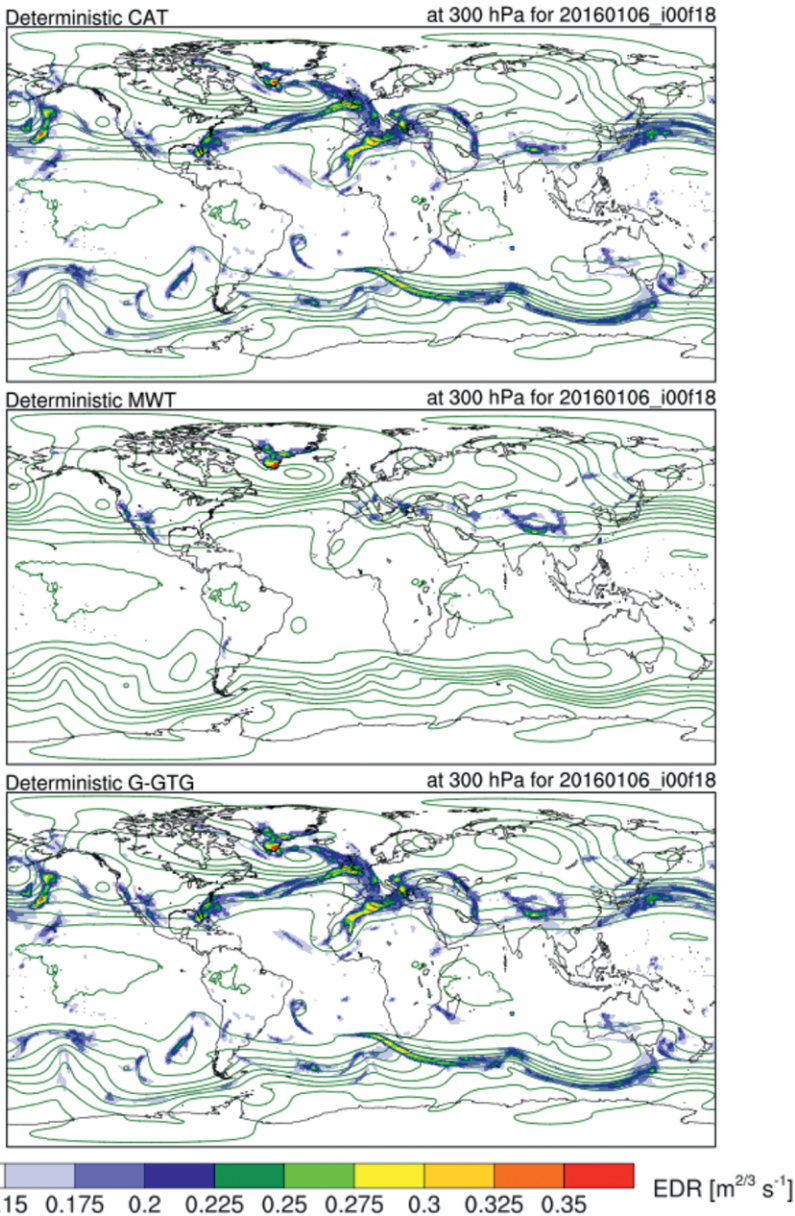 Deterministic CAT at 300 hPa for 20160106_i00f18
Deterministic MWT at 300 hPa for 20160106_i00f18
Deterministic G-GTG at 300 hPa for 20160106_i00f18
.15 0.175 0.2 0.225 0.25 0.275 0.3 0.325 0.35 EDR [m^2/3 s^-1]